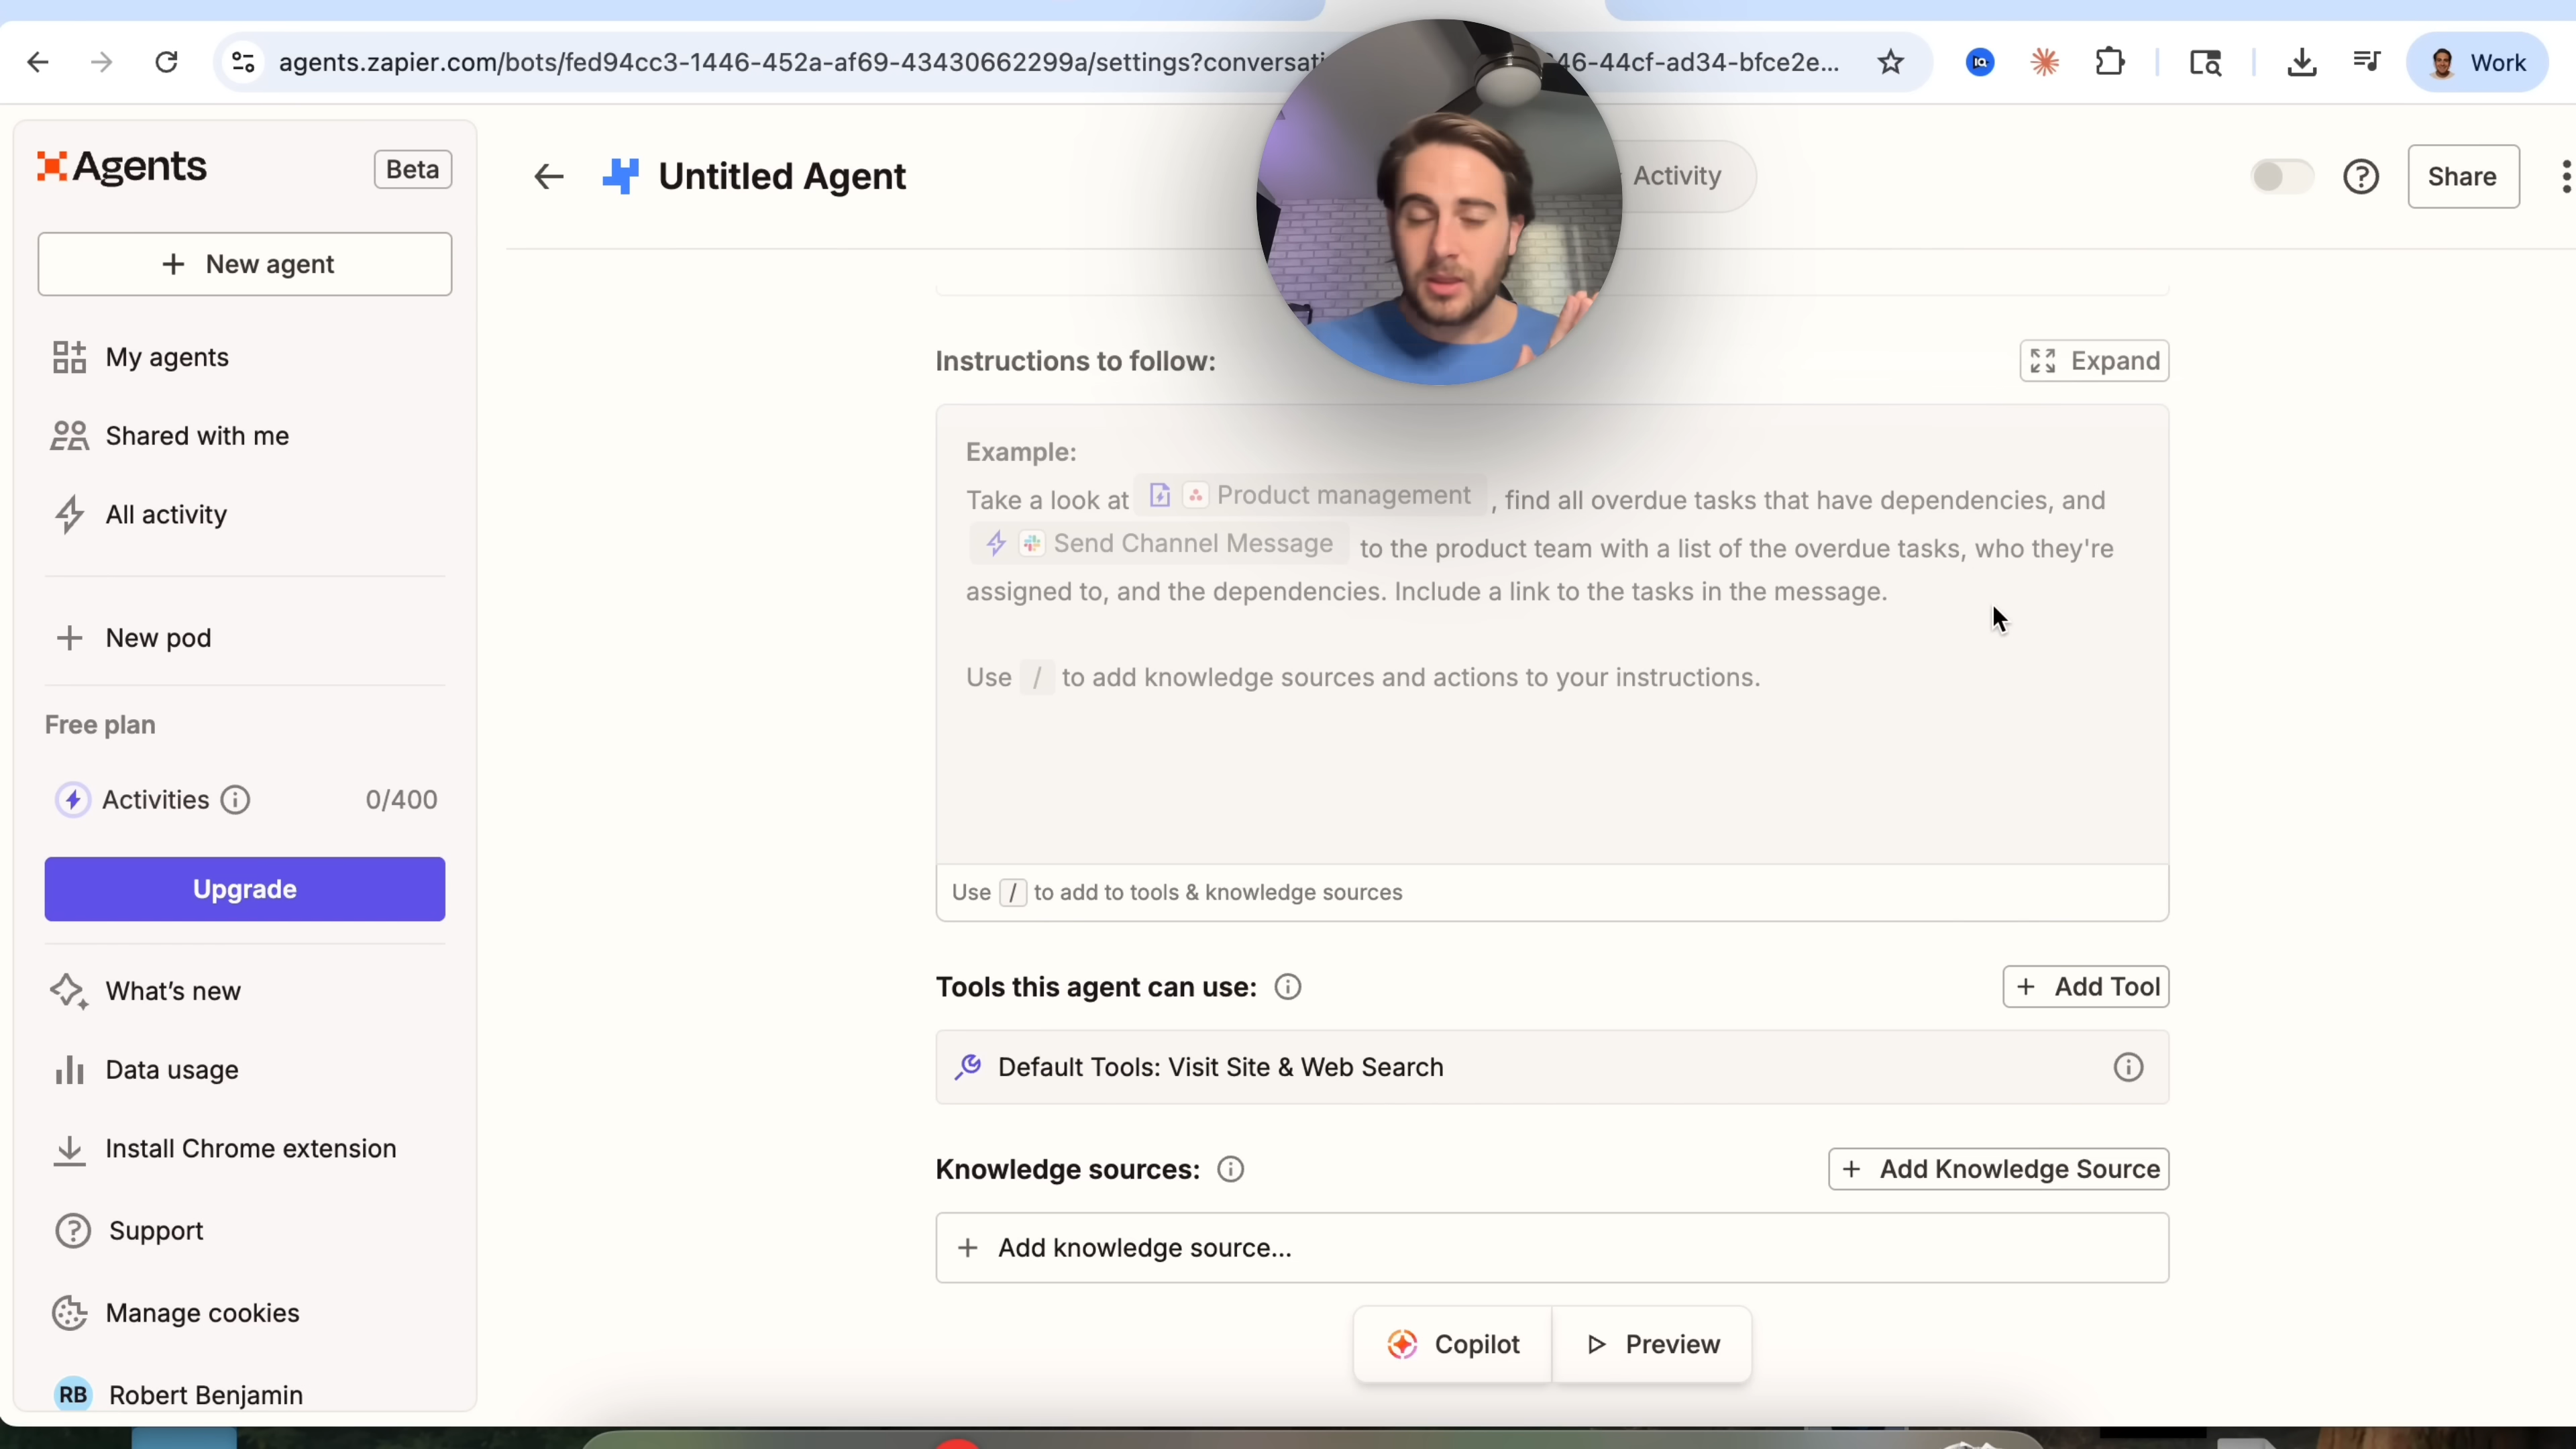 agents.zapier.com/bots/fed94cc3-1446-452a-af69-43430662299a/settings?conversati 46-44cf-ad34-bfce2e...
Work
Agents
Beta
Untitled Agent
Activity
Share
New agent
My agents
Shared with me
All activity
New pod
Free plan
Activities 0/400
Upgrade
What's new
Data usage
Install Chrome extension
Support
Manage cookies
RB Robert Benjamin
Instructions to follow:
Expand
Example:
Take a look at Product management , find all overdue tasks that have dependencies, and
Send Channel Message to the product team with a list of the overdue tasks, who they're
assigned to, and the dependencies. Include a link to the tasks in the message.
Use / to add knowledge sources and actions to your instructions.
Use / to add to tools & knowledge sources
Tools this agent can use:
+ Add Tool
Default Tools: Visit Site & Web Search
Knowledge sources:
+ Add Knowledge Source
+ Add knowledge source...
Copilot
Preview